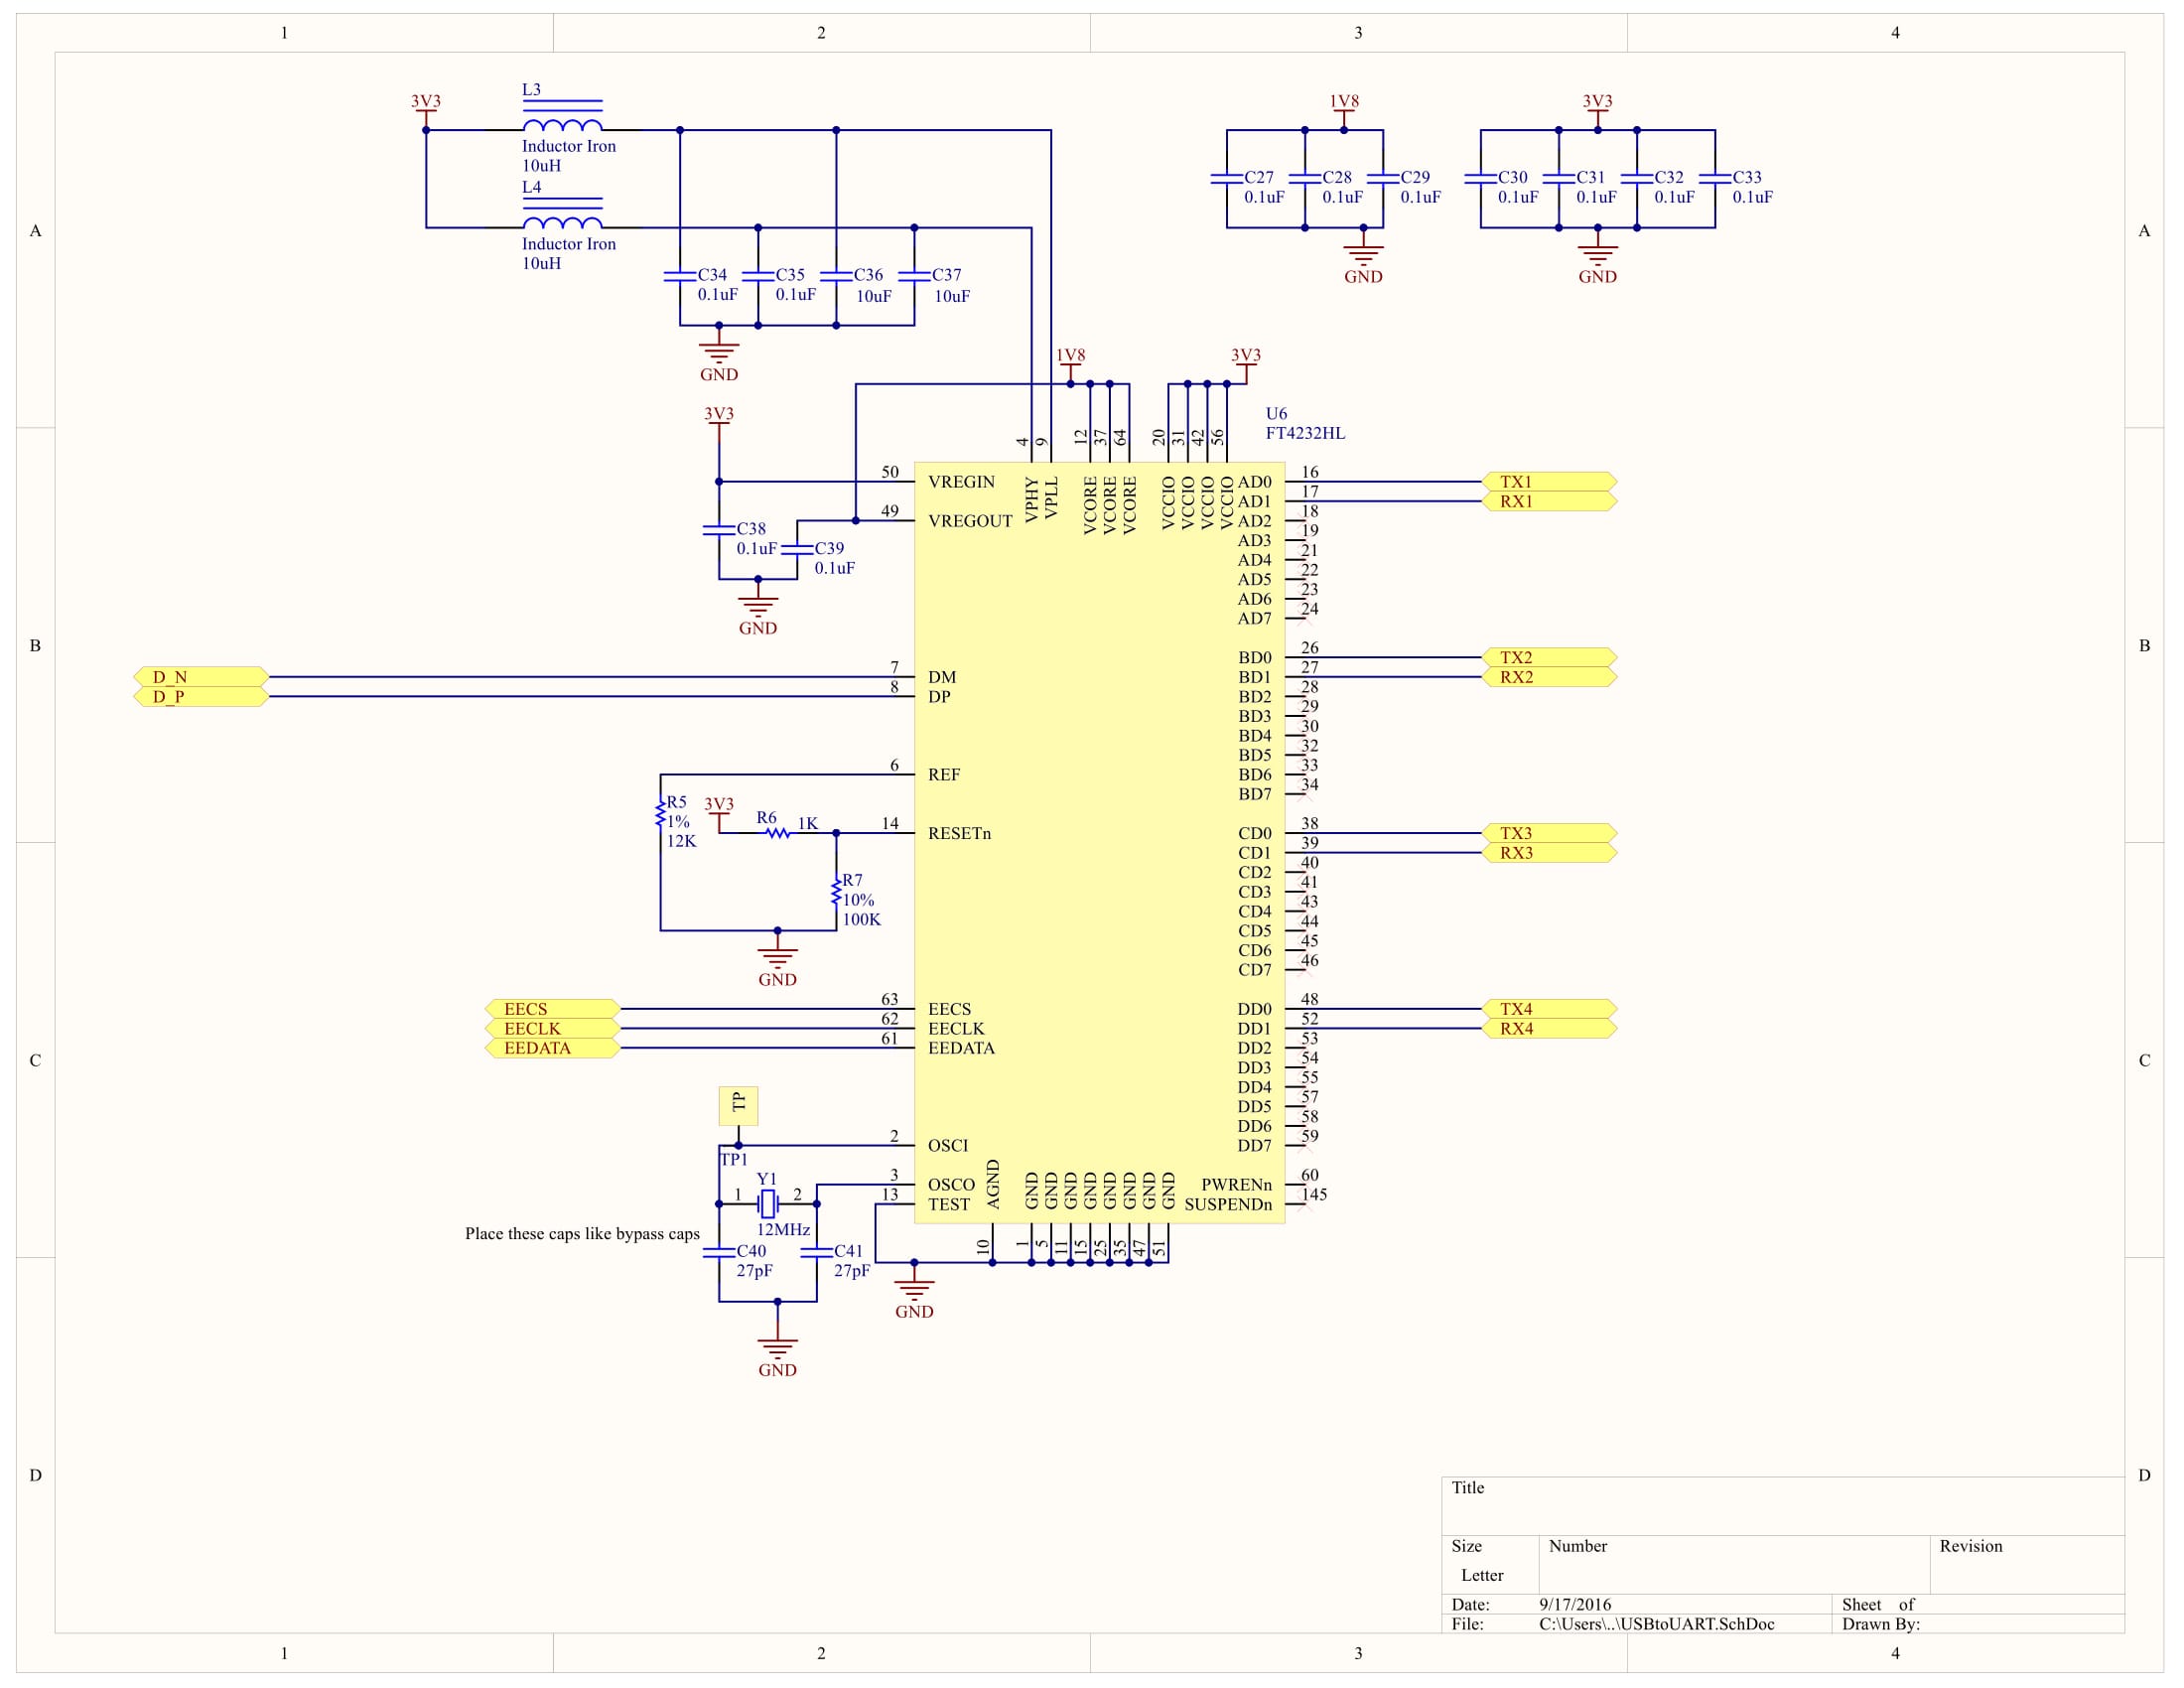 1 2 3 4
L3
3V3
Inductor Iron
10uH
L4
Inductor Iron
10uH
1V8
3V3
C27
0.1uF
C28
0.1uF
C29
0.1uF
C30
0.1uF
C31
0.1uF
C32
0.1uF
C33
0.1uF
GND
GND
A
A
C34
0.1uF
C35
0.1uF
C36
10uF
C37
10uF
GND
1V8
3V3
3V3
U6
FT4232HL
4 9 12 37 64 20 31 42 56
VPHY
VPLL
VCORE
VCORE
VCORE
VCCIO
VCCIO
VCCIO
VCCIO
50 VREGIN
49 VREGOUT
C38
0.1uF
C39
0.1uF
GND
AD0 16 TX1
AD1 17 RX1
AD2 18
AD3 19
AD4 21
AD5 22
AD6 23
AD7 24
B
B
D_N 7 DM
D_P 8 DP
BD0 26 TX2
BD1 27 RX2
BD2 28
BD3 29
BD4 30
BD5 32
BD6 33
BD7 34
6 REF
R5
1%
12K
3V3
R6 1K
14 RESETn
R7
10%
100K
GND
CD0 38 TX3
CD1 39 RX3
CD2 40
CD3 41
CD4 43
CD5 44
CD6 45
CD7 46
EECS 63 EECS
EECLK 62 EECLK
EEDATA 61 EEDATA
DD0 48 TX4
DD1 52 RX4
DD2 53
DD3 54
DD4 55
DD5 57
DD6 58
DD7 59
C
C
TP
TP1
2 OSCI
3 OSCO
13 TEST
Y1
1 2
12MHz
AGND
GND
GND
GND
GND
GND
GND
GND
GND
PWRENn 60
SUSPENDn 145
10 1 5 11 15 25 35 47 51
Place these caps like bypass caps
C40
27pF
C41
27pF
GND
GND
D
D
Title
Size
Letter
Number
Revision
Date: 9/17/2016
Sheet of
File: C:\Users\..\USBtoUART.SchDoc
Drawn By:
1 2 3 4